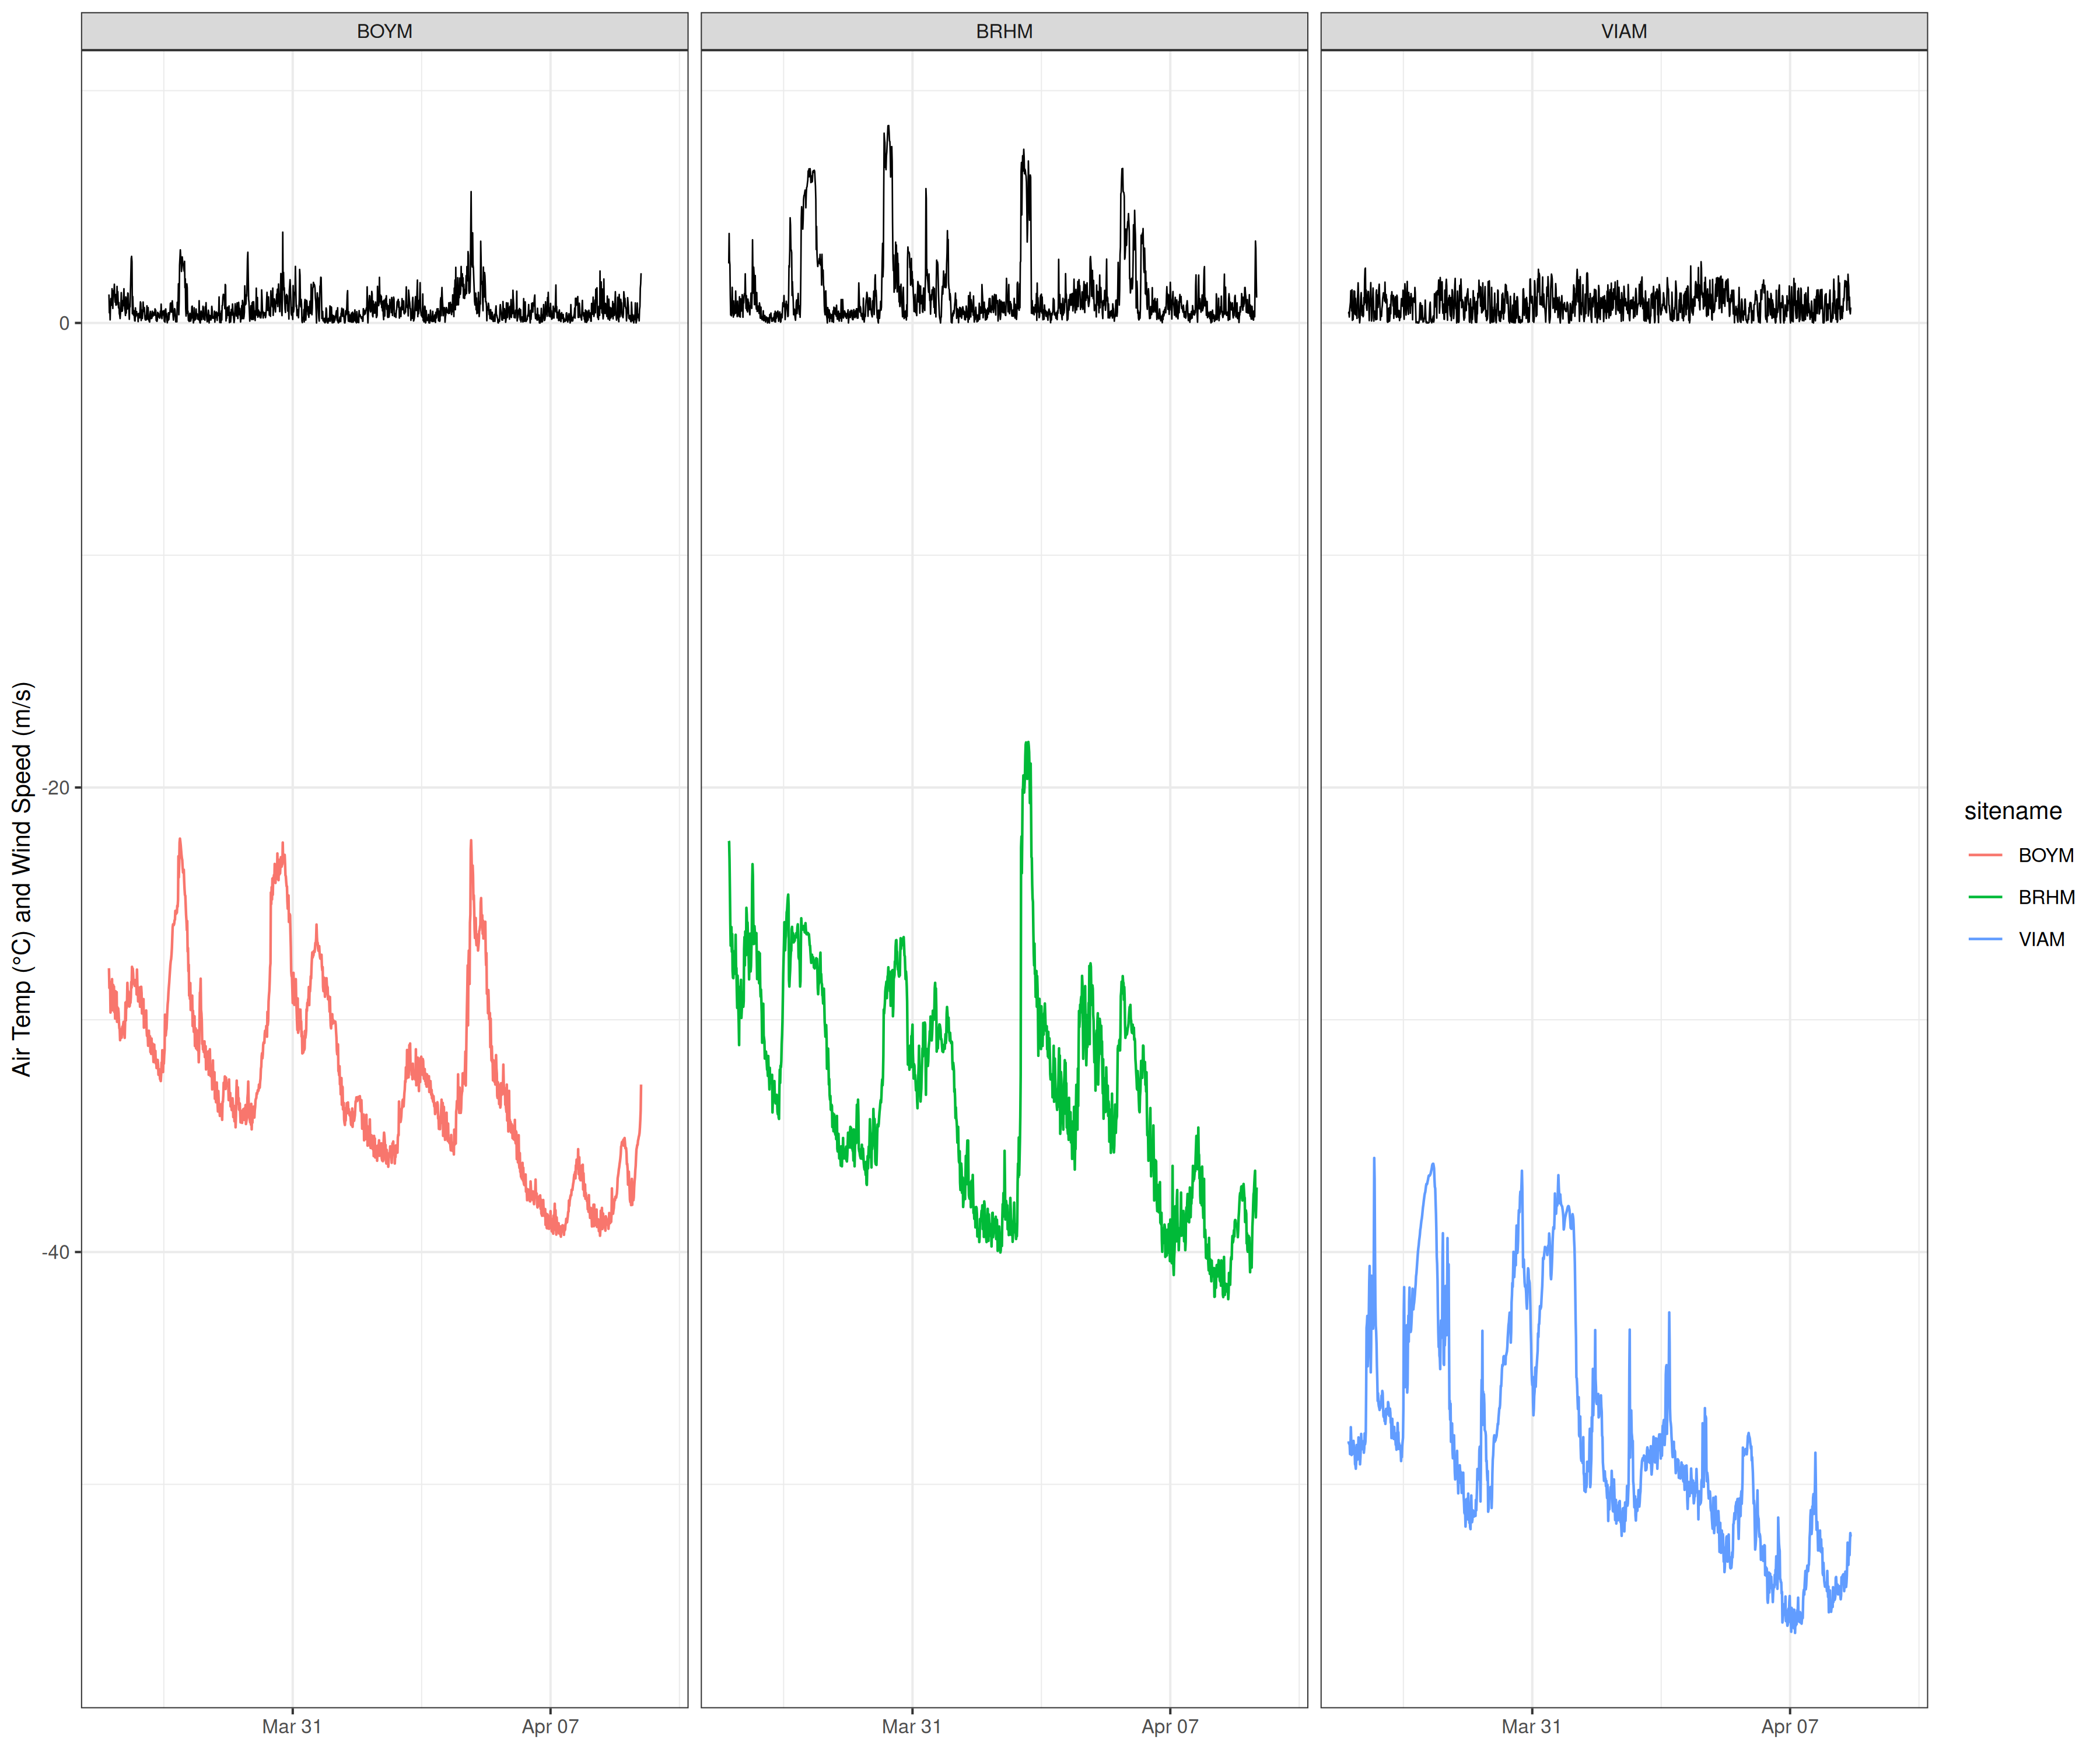 BOYM
BRHM
VIAM
Air Temp (°C) and Wind Speed (m/s)
0
-20
-40
Mar 31
Apr 07
Mar 31
Apr 07
Mar 31
Apr 07
sitename
BOYM
BRHM
VIAM